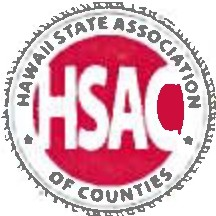 HAWAII STATE ASSOCIATION
HSAC
OF COUNTIES